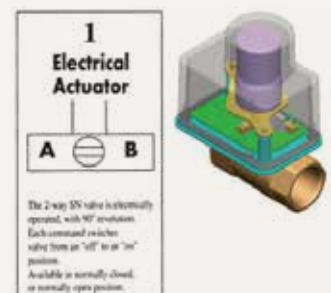 1
Electrical
Actuator
A B
The 2-way SN valve is electrically
operated, with 90° revolution.
Each command switches
valve from an "off" to an "on"
position.
Available in normally closed,
or normally open position.